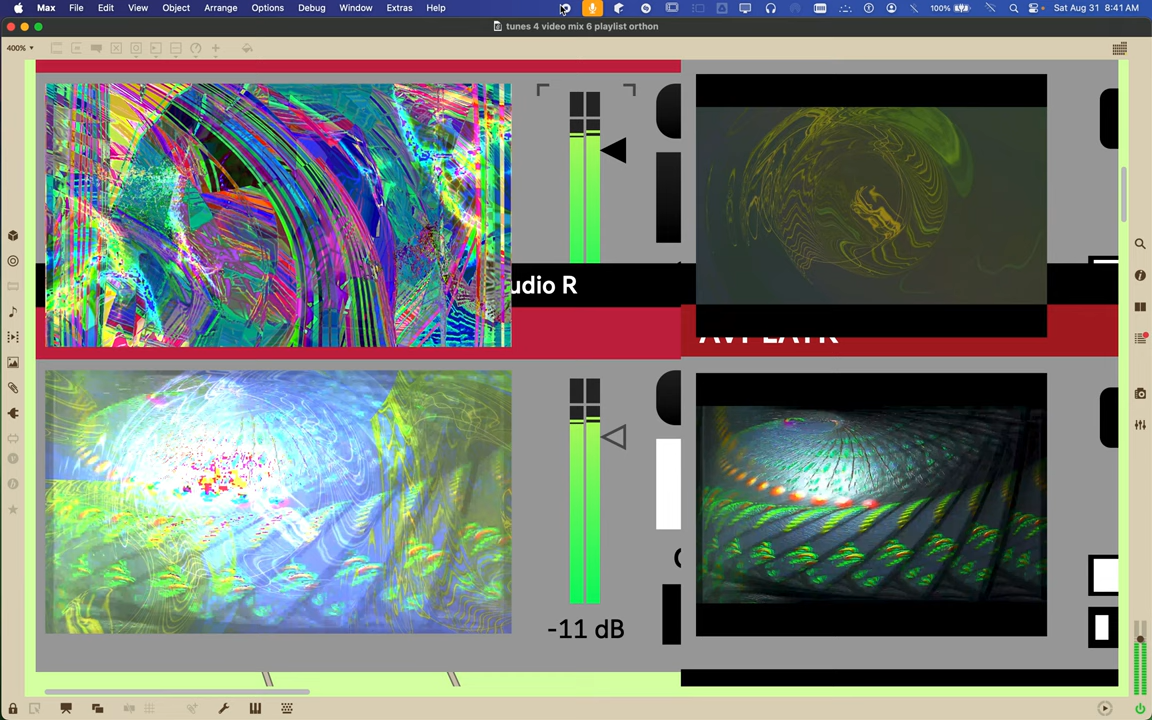 Max File Edit View Object Arrange Options Debug Window Extras Help 100% Sat Aug 31 8:41 AM
tunes 4 video mix 6 playlist orthon
400%
udio R
-11 dB